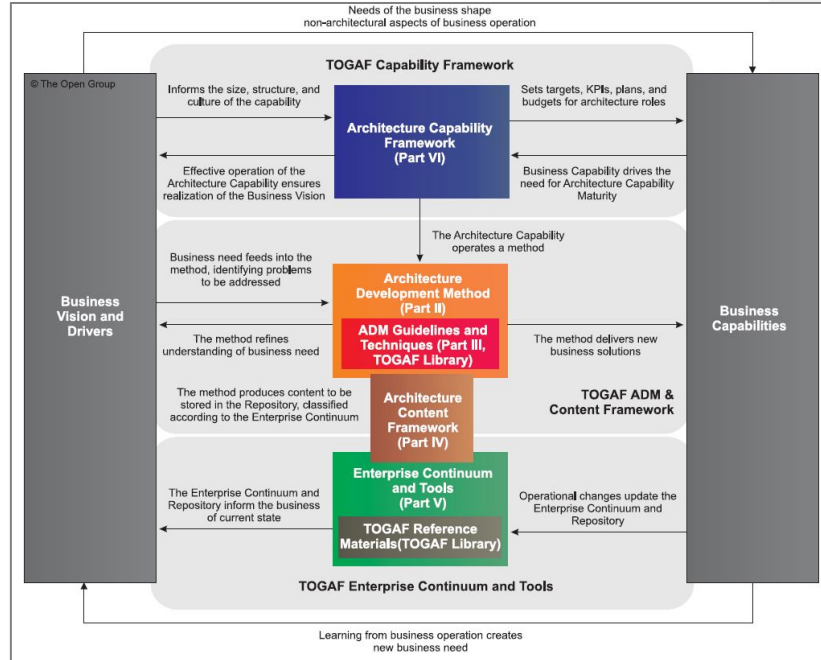 Needs of the business shape
non-architectural aspects of business operation
TOGAF Capability Framework
© The Open Group
Informs the size, structure, and
culture of the capability
Sets targets, KPIs, plans, and
budgets for architecture roles
Architecture Capability
Framework
(Part VI)
Effective operation of the
Architecture Capability ensures
realization of the Business Vision
Business Capability drives the
need for Architecture Capability
Maturity
The Architecture Capability
operates a method
Business need feeds into the
method, identifying problems
to be addressed
Architecture
Development Method
(Part II)
Business
Vision and
Drivers
Business
Capabilities
ADM Guidelines and
Techniques (Part III,
TOGAF Library)
The method refines
understanding of business need
The method delivers new
business solutions
The method produces content to be
stored in the Repository, classified
according to the Enterprise Continuum
Architecture
Content
Framework
(Part IV)
TOGAF ADM &
Content Framework
Enterprise Continuum
and Tools
(Part V)
The Enterprise Continuum and
Repository inform the business
of current state
Operational changes update the
Enterprise Continuum and
Repository
TOGAF Reference
Materials(TOGAF Library)
TOGAF Enterprise Continuum and Tools
Learning from business operation creates
new business need